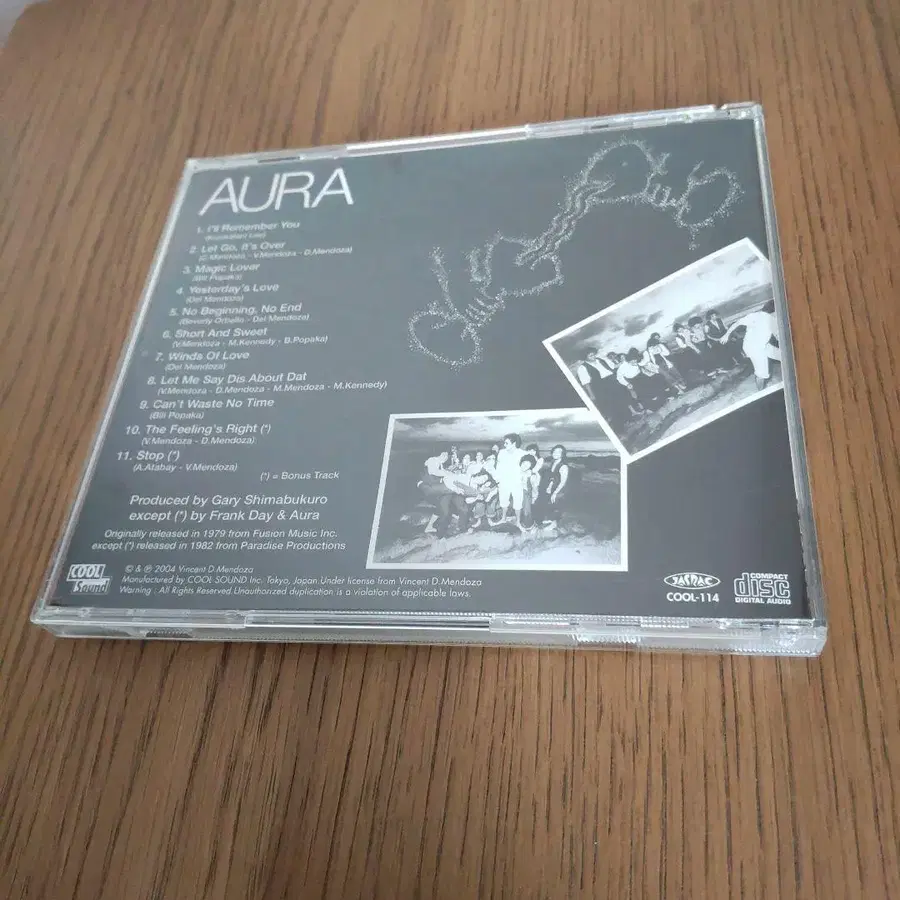 AURA
1. I'll Remember You
2. Let Go, It's Over
(C.Mendoza - V.Mendoza - D.Mendoza)
3. Magic Lover
(Bill Popaka)
4. Yesterday's Love
(Del Mendoza)
5. No Beginning, No End
(Beverly Orbello - Del Mendoza)
6. Short And Sweet
(V.Mendoza - M.Kennedy - B.Popaka)
7. Winds Of Love
(Del Mendoza)
8. Let Me Say Dis About Dat
(V.Mendoza - D.Mendoza - M.Mendoza - M.Kennedy)
9. Can't Waste No Time
(Bill Popaka)
10. The Feeling's Right (*)
(V.Mendoza - D.Mendoza)
11. Stop (*)
(A.Atabay - V.Mendoza)
(*) = Bonus Track
Produced by Gary Shimabukuro
except (*) by Frank Day & Aura
Originally released in 1979 from Fusion Music Inc.
except (*) released in 1982 from Paradise Productions
COOL
Sound
© & ℗ 2004 Vincent D.Mendoza
Manufactured by COOL SOUND Inc. Tokyo, Japan.Under license from Vincent D.Mendoza
Warning : All Rights Reserved.Unauthorized duplication is a violation of applicable laws.
JASRAC
COOL-114
COMPACT
disc
DIGITAL AUDIO